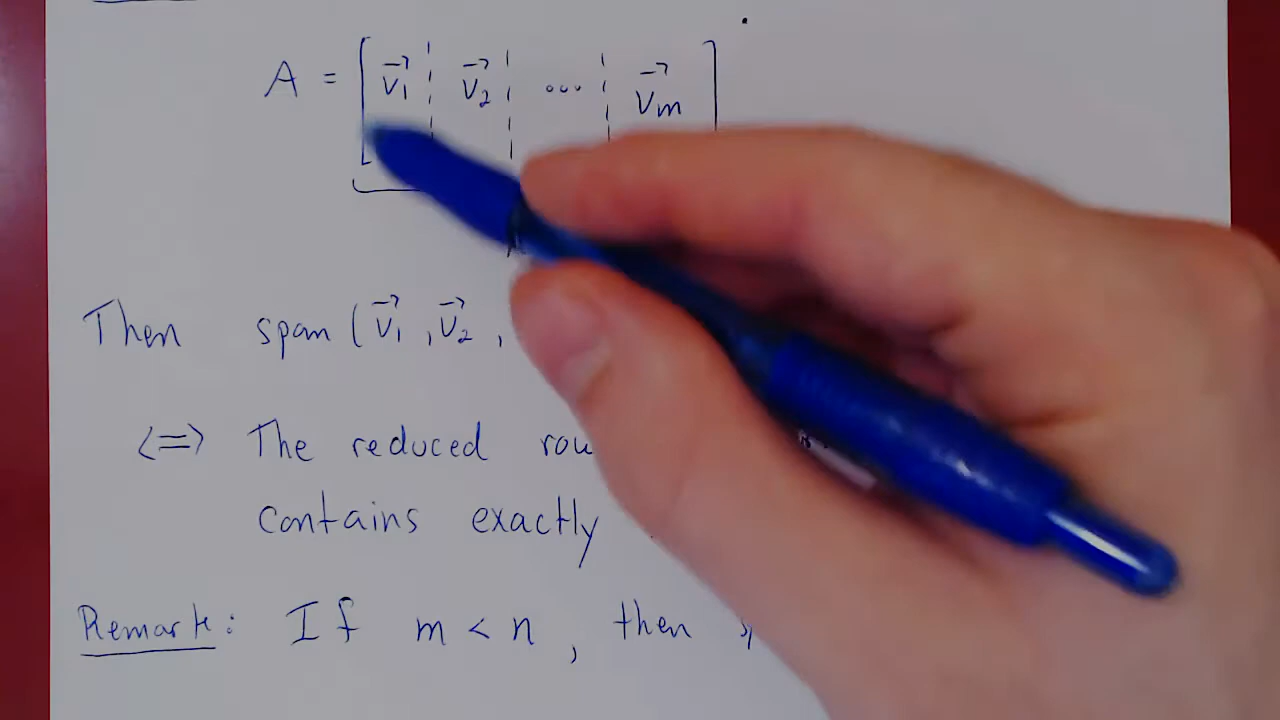 A = [ v⃗₁ ¦ v⃗₂ ¦ ... ¦ v⃗ₘ ]
Then span ( v⃗₁ , v⃗₂ ,
<=> The reduced row
contains exactly
Remark: If m < n , then